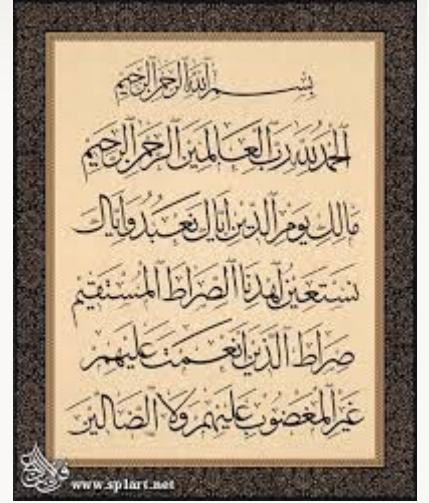 بسم الله الرحمن الرحيم
الحمد لله رب العالمين الرحمن الرحيم
مالك يوم الدين إياك نعبد وإياك
نستعين اهدنا الصراط المستقيم
صراط الذين أنعمت عليهم
غير المغضوب عليهم ولا الضالين
www.splart.net